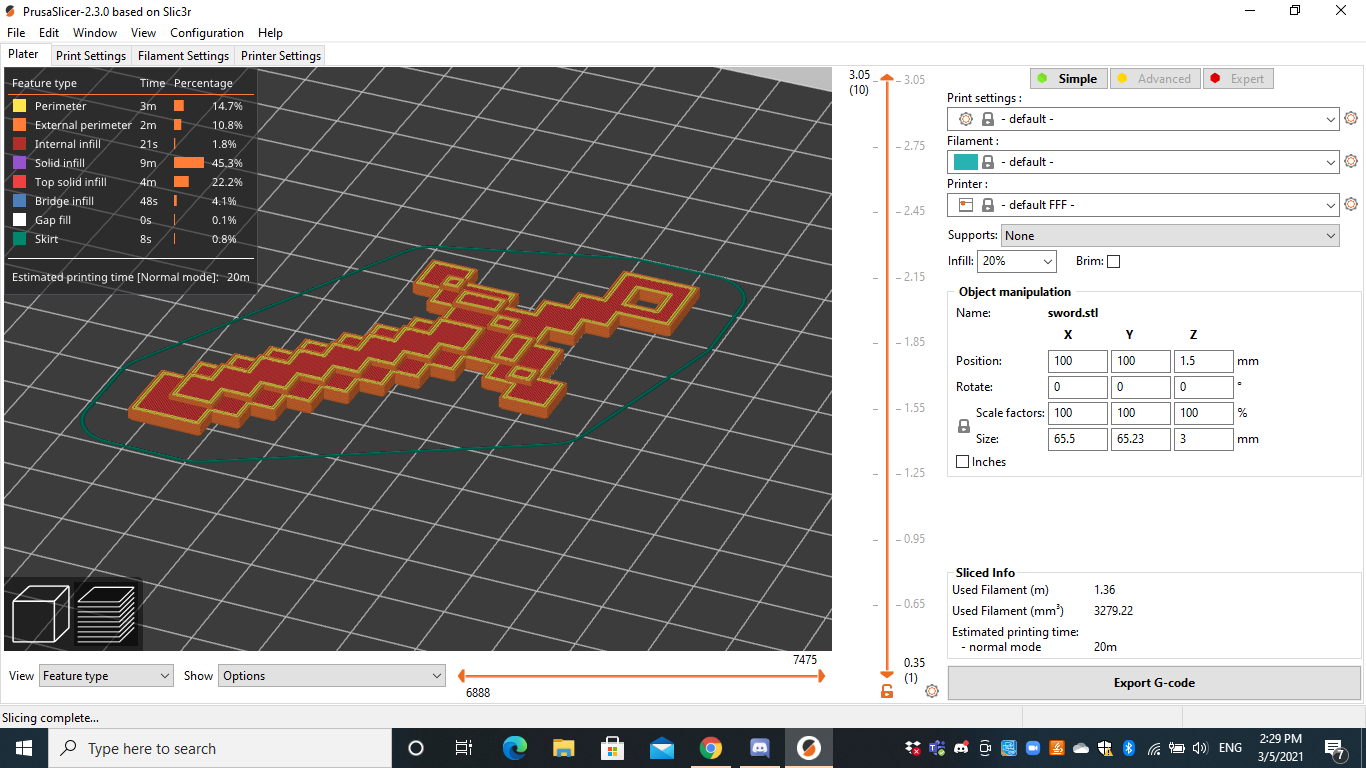 PrusaSlicer-2.3.0 based on Slic3r
File Edit Window View Configuration Help
Plater Print Settings Filament Settings Printer Settings
Feature type Time Percentage
Perimeter 3m 14.7%
External perimeter 2m 10.8%
Internal infill 21s 1.8%
Solid infill 9m 45.3%
Top solid infill 4m 22.2%
Bridge infill 48s 4.1%
Gap fill 0s 0.1%
Skirt 8s 0.8%
Estimated printing time [Normal mode]: 20m
3.05
(10)
3.05
2.75
2.45
2.15
1.85
1.55
1.25
0.95
0.65
0.35
(1)
Simple Advanced Expert
Print settings :
- default -
Filament :
- default -
Printer :
- default FFF -
Supports: None
Infill: 20% Brim:
Object manipulation
Name: sword.stl
X Y Z
Position: 100 100 1.5 mm
Rotate: 0 0 0 °
Scale factors: 100 100 100 %
Size: 65.5 65.23 3 mm
Inches
Sliced Info
Used Filament (m) 1.36
Used Filament (mm³) 3279.22
Estimated printing time:
- normal mode 20m
Export G-code
View Feature type Show Options
7475
6888
Slicing complete...
Type here to search
ENG
2:29 PM
3/5/2021
7